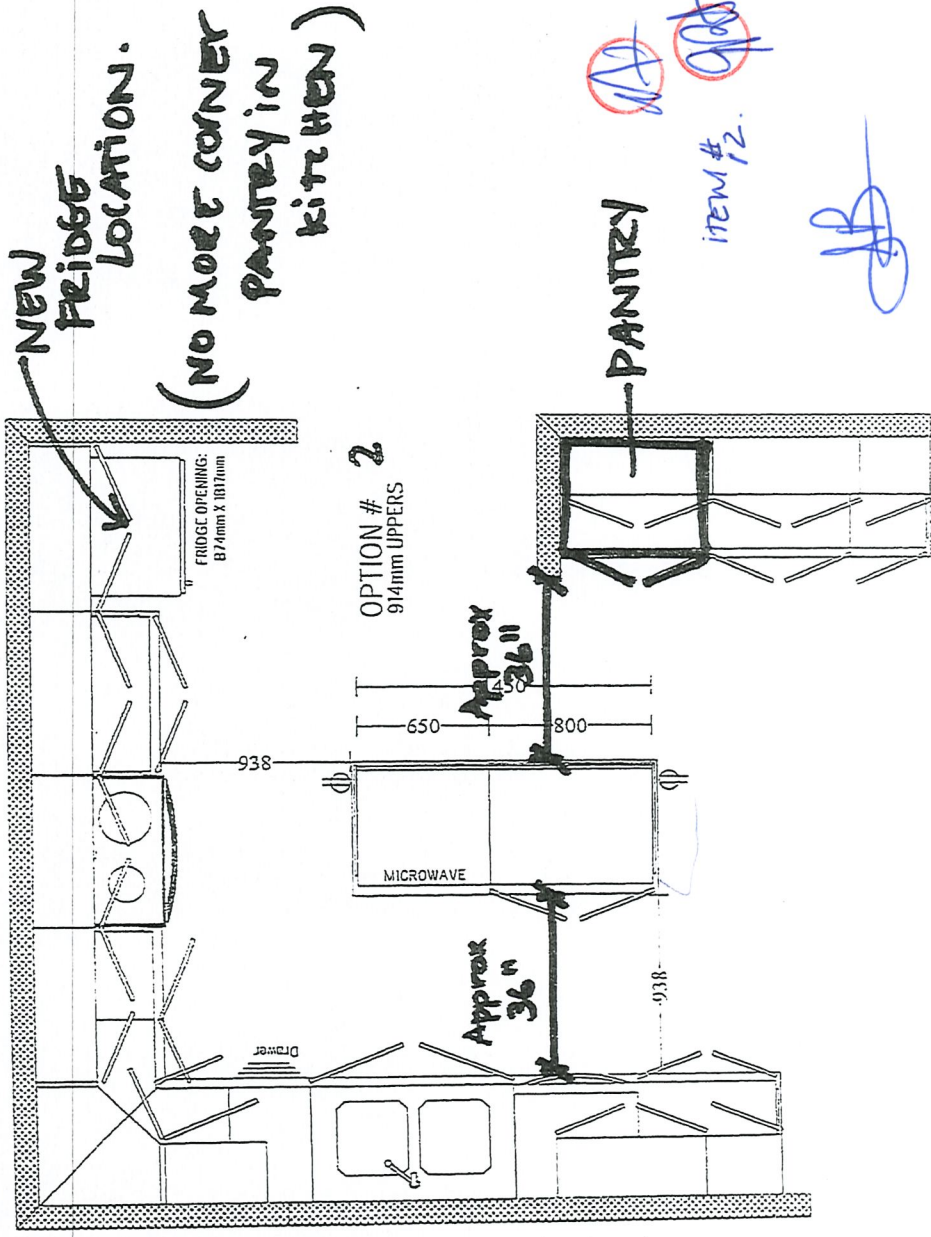 NEW
FRIDGE
LOCATION.
(NO MORE CORNER
PANTRY IN
KITCHEN)
FRIDGE OPENING:
874mm X 1817mm
OPTION # 2
914mm UPPERS
Approx
36"
450
650
800
938
MICROWAVE
Approx
36"
938
Drawer
PANTRY
ITEM #
12.